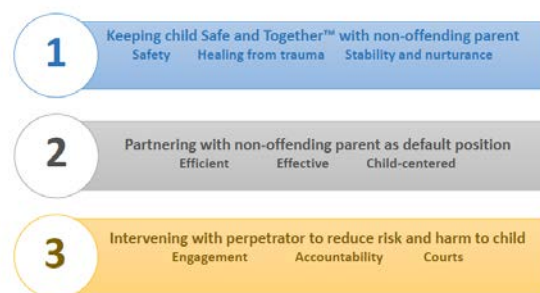 1
Keeping child Safe and Together™ with non-offending parent
Safety Healing from trauma Stability and nurturance
2
Partnering with non-offending parent as default position
Efficient Effective Child-centered
3
Intervening with perpetrator to reduce risk and harm to child
Engagement Accountability Courts